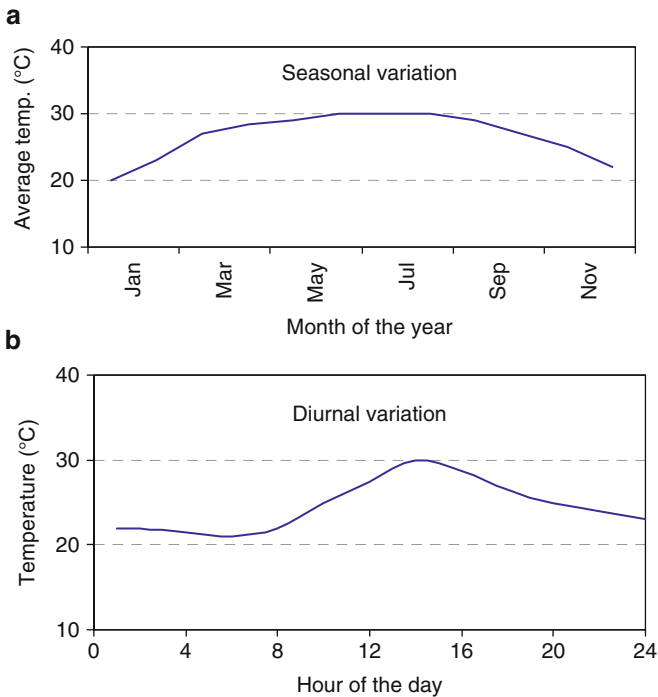 a
Seasonal variation
Average temp. (°C)
40
30
20
10
Jan
Mar
May
Jul
Sep
Nov
Month of the year
b
Diurnal variation
Temperature (°C)
40
30
20
10
0
4
8
12
16
20
24
Hour of the day